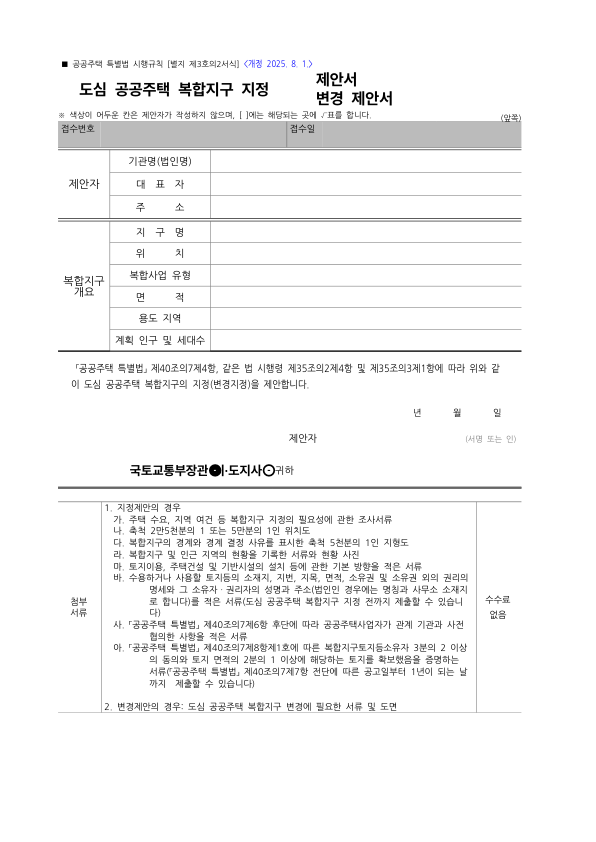 ■ 공공주택 특별법 시행규칙 [별지 제3호의2서식] <개정 2025. 8. 1.>
도심 공공주택 복합지구 지정
제안서
변경 제안서
※ 색상이 어두운 칸은 제안자가 작성하지 않으며, [ ]에는 해당되는 곳에 √표를 합니다.
(앞쪽)
접수번호
접수일
제안자
기관명(법인명)
대 표 자
주 소
복합지구
개요
지 구 명
위 치
복합사업 유형
면 적
용도 지역
계획 인구 및 세대수
「공공주택 특별법」 제40조의7제4항, 같은 법 시행령 제35조의2제4항 및 제35조의3제1항에 따라 위와 같
이 도심 공공주택 복합지구의 지정(변경지정)을 제안합니다.
년 월 일
제안자
(서명 또는 인)
국토교통부장관 시·도지사 귀하
첨부
서류
1. 지정제안의 경우
가. 주택 수요, 지역 여건 등 복합지구 지정의 필요성에 관한 조사서류
나. 축척 2만5천분의 1 또는 5만분의 1인 위치도
다. 복합지구의 경계와 경계 결정 사유를 표시한 축척 5천분의 1인 지형도
라. 복합지구 및 인근 지역의 현황을 기록한 서류와 현황 사진
마. 토지이용, 주택건설 및 기반시설의 설치 등에 관한 기본 방향을 적은 서류
바. 수용하거나 사용할 토지등의 소재지, 지번, 지목, 면적, 소유권 및 소유권 외의 권리의
명세와 그 소유자ㆍ권리자의 성명과 주소(법인인 경우에는 명칭과 사무소 소재지
로 합니다)를 적은 서류(도심 공공주택 복합지구 지정 전까지 제출할 수 있습니
다)
사. 「공공주택 특별법」 제40조의7제6항 후단에 따라 공공주택사업자가 관계 기관과 사전
협의한 사항을 적은 서류
아. 「공공주택 특별법」 제40조의7제8항제1호에 따른 복합지구토지등소유자 3분의 2 이상
의 동의와 토지 면적의 2분의 1 이상에 해당하는 토지를 확보했음을 증명하는
서류(「공공주택 특별법」 제40조의7제7항 전단에 따른 공고일부터 1년이 되는 날
까지 제출할 수 있습니다)
2. 변경제안의 경우: 도심 공공주택 복합지구 변경에 필요한 서류 및 도면
수수료
없음